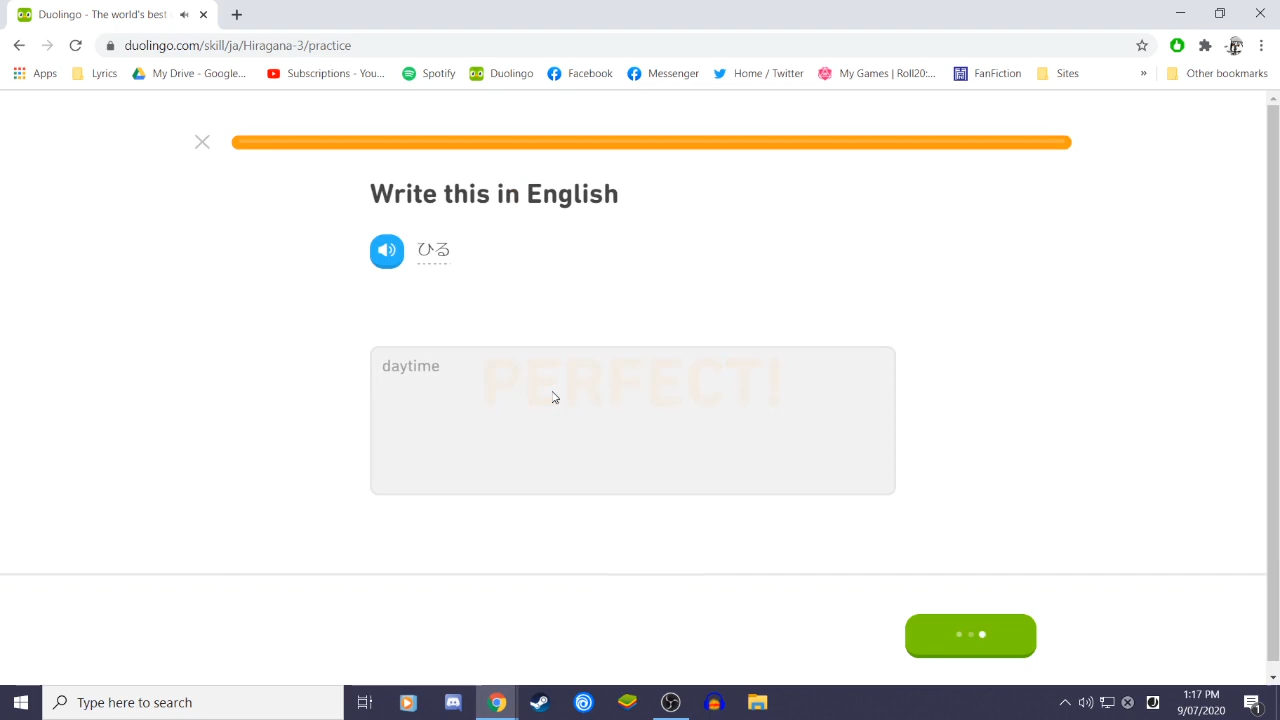 Duolingo - The world's best
duolingo.com/skill/ja/Hiragana-3/practice
Apps Lyrics My Drive - Google... Subscriptions - You... Spotify Duolingo Facebook Messenger Home / Twitter My Games | Roll20:... FanFiction Sites » Other bookmarks
Write this in English
ひる
daytime
PERFECT!
Type here to search
1:17 PM
9/07/2020
1